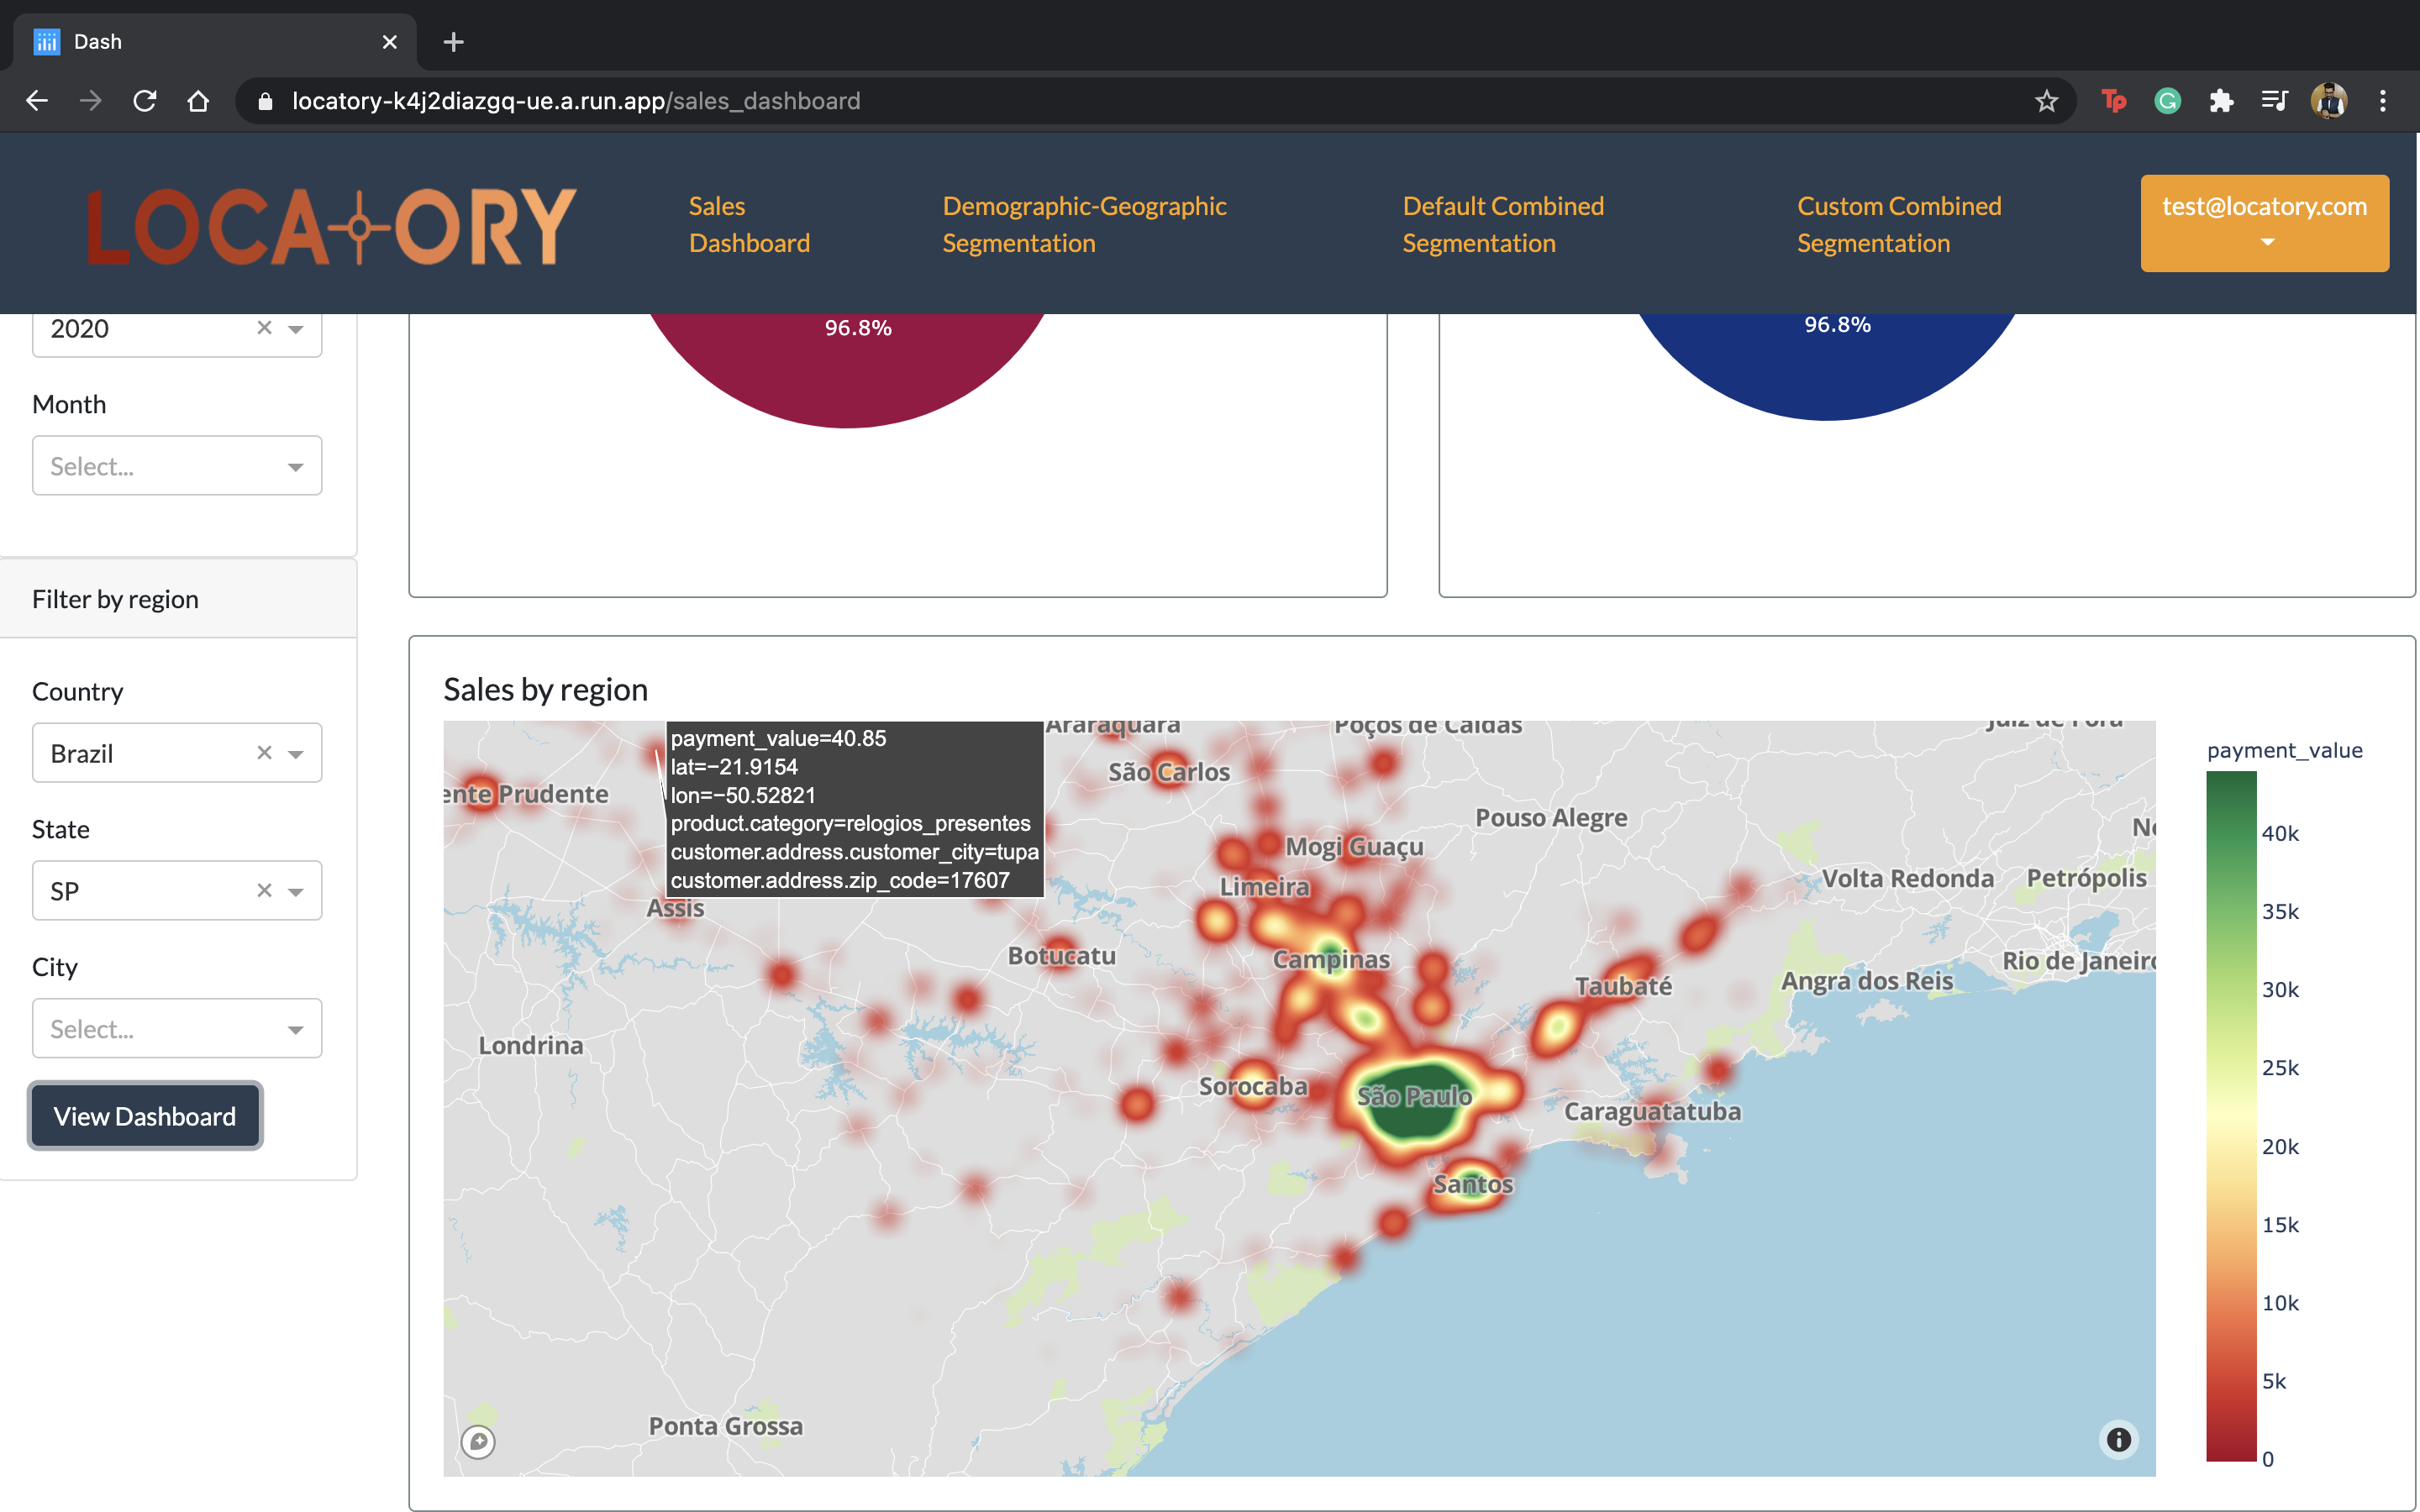 Dash
locatory-k4j2diazgq-ue.a.run.app/sales_dashboard
LOCATORY
Sales
Dashboard
Demographic-Geographic
Segmentation
Default Combined
Segmentation
Custom Combined
Segmentation
test@locatory.com
2020
Month
Select...
Filter by region
Country
Brazil
State
SP
City
Select...
View Dashboard
96.8%
96.8%
Sales by region
payment_value=40.85
lat=−21.9154
lon=−50.52821
product.category=relogios_presentes
customer.address.customer_city=tupa
customer.address.zip_code=17607
Araraquara
Poços de Caldas
Juiz de Fora
São Carlos
ente Prudente
Pouso Alegre
Mogi Guaçu
Limeira
Volta Redonda
Petrópolis
Assis
Botucatu
Campinas
Taubaté
Angra dos Reis
Rio de Janeiro
Londrina
Sorocaba
São Paulo
Caraguatatuba
Santos
Ponta Grossa
payment_value
40k
35k
30k
25k
20k
15k
10k
5k
0